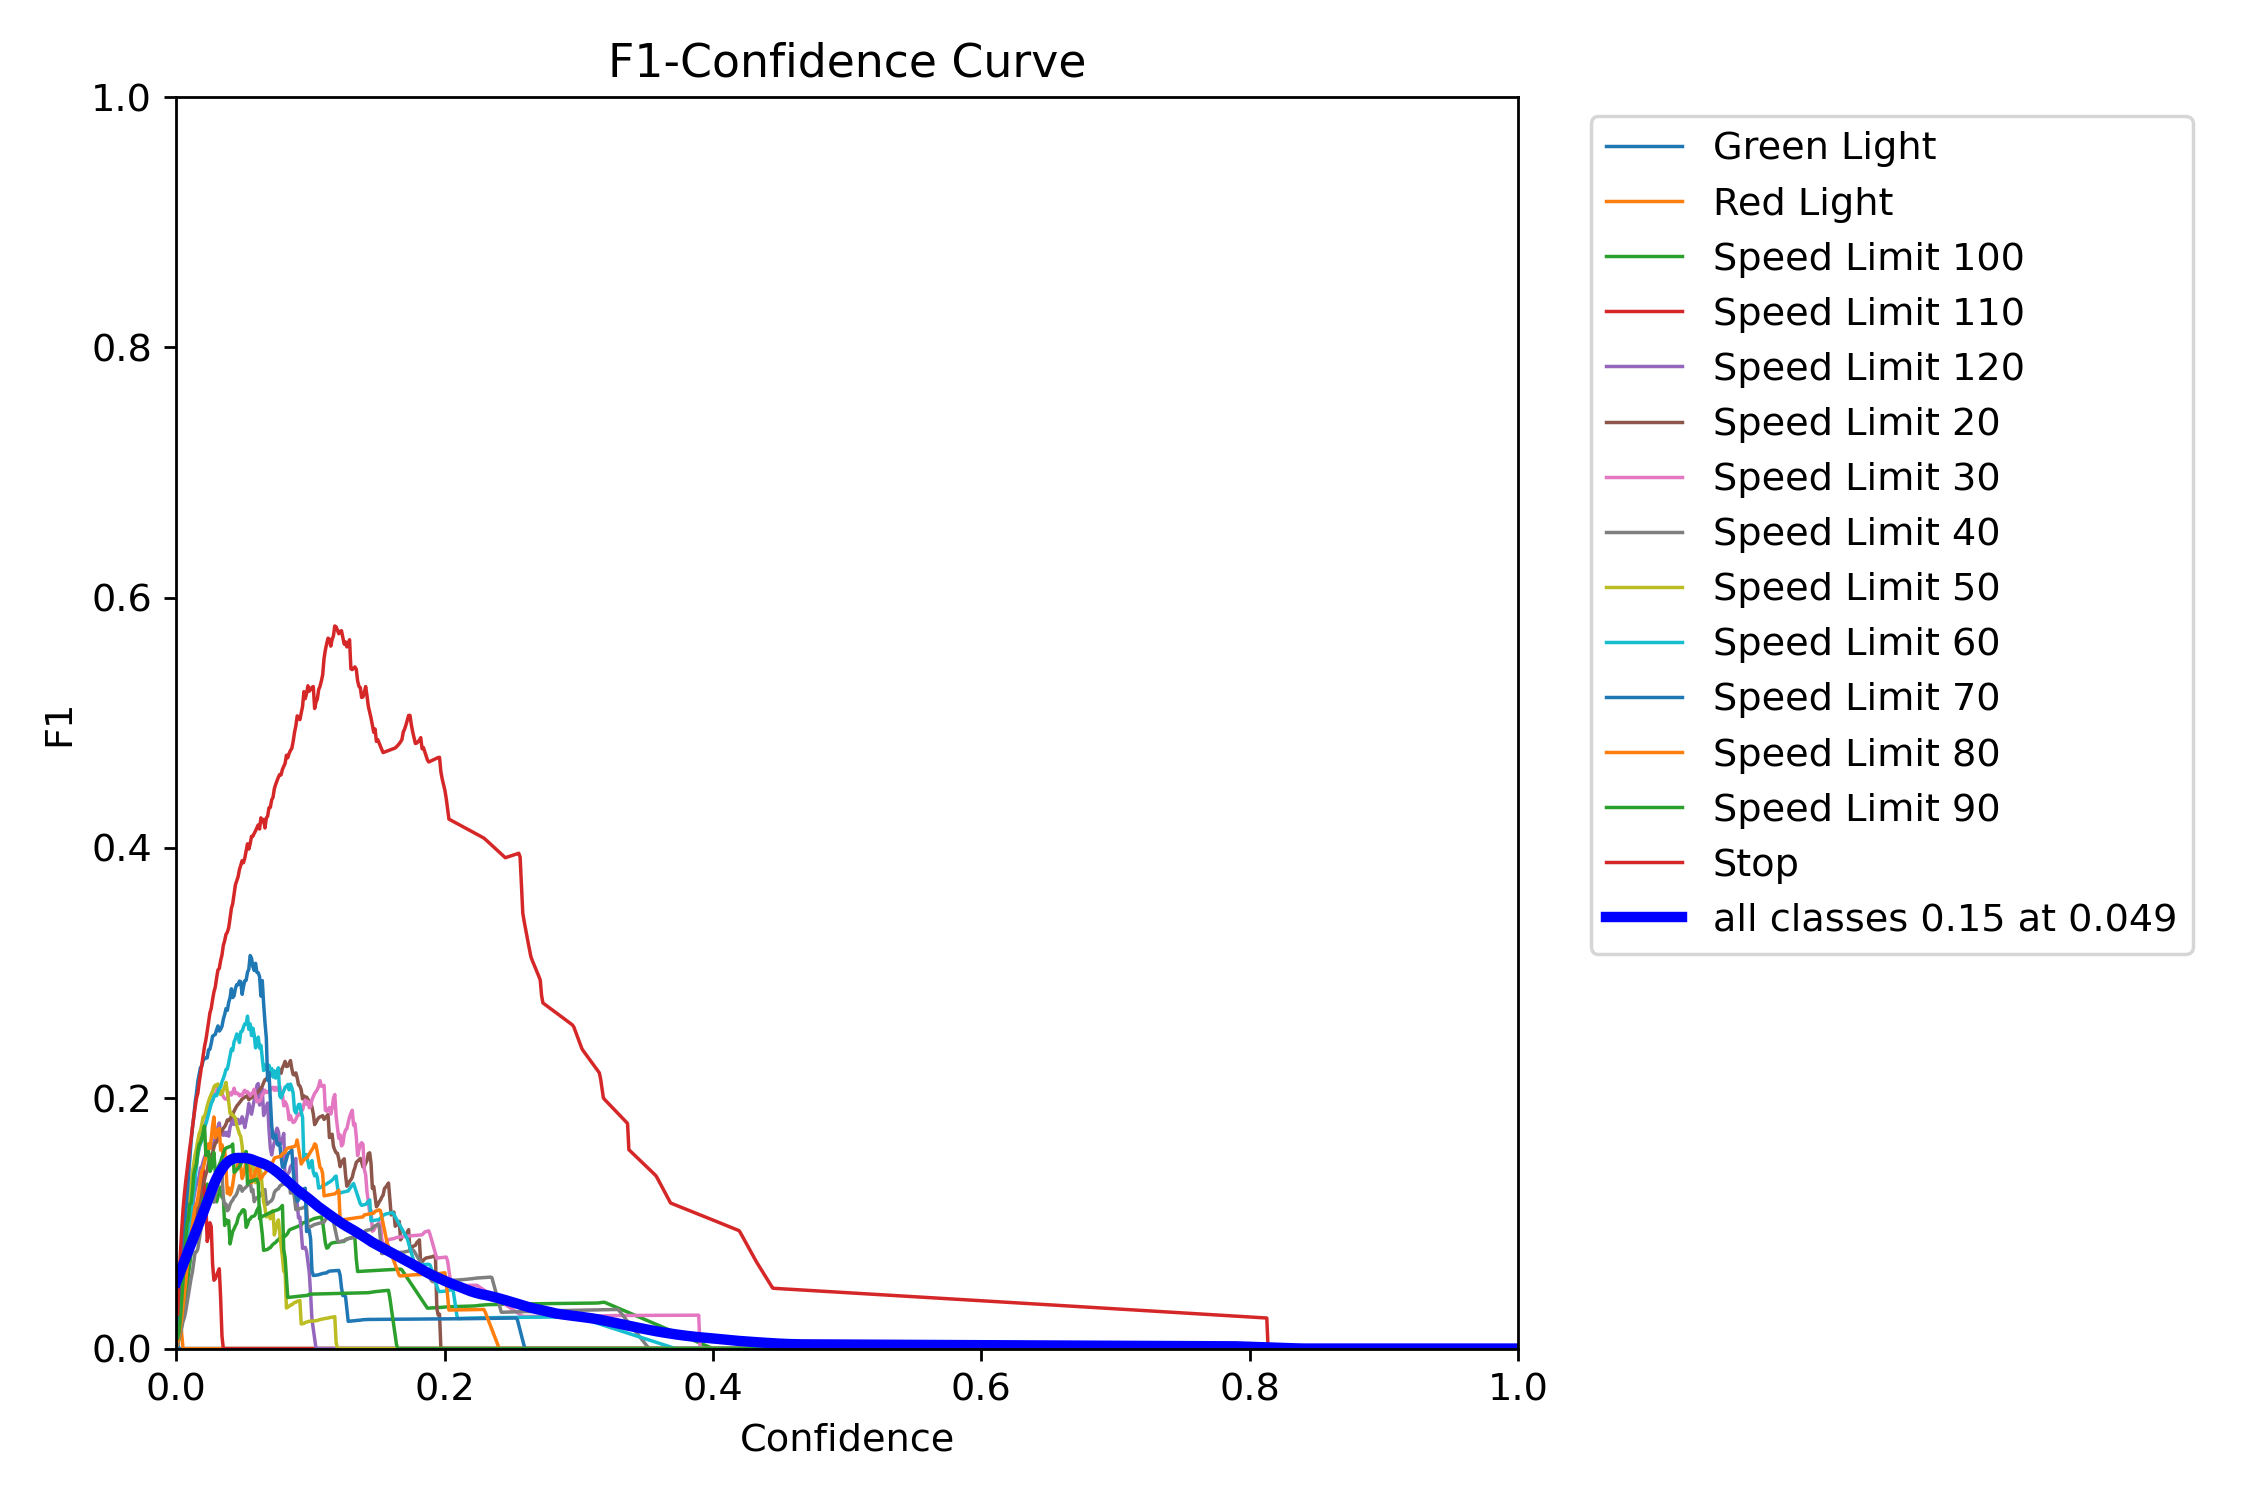 F1-Confidence Curve
1.0
0.8
0.6
0.4
0.2
0.0
F1
0.0 0.2 0.4 0.6 0.8 1.0
Confidence
Green Light
Red Light
Speed Limit 100
Speed Limit 110
Speed Limit 120
Speed Limit 20
Speed Limit 30
Speed Limit 40
Speed Limit 50
Speed Limit 60
Speed Limit 70
Speed Limit 80
Speed Limit 90
Stop
all classes 0.15 at 0.049